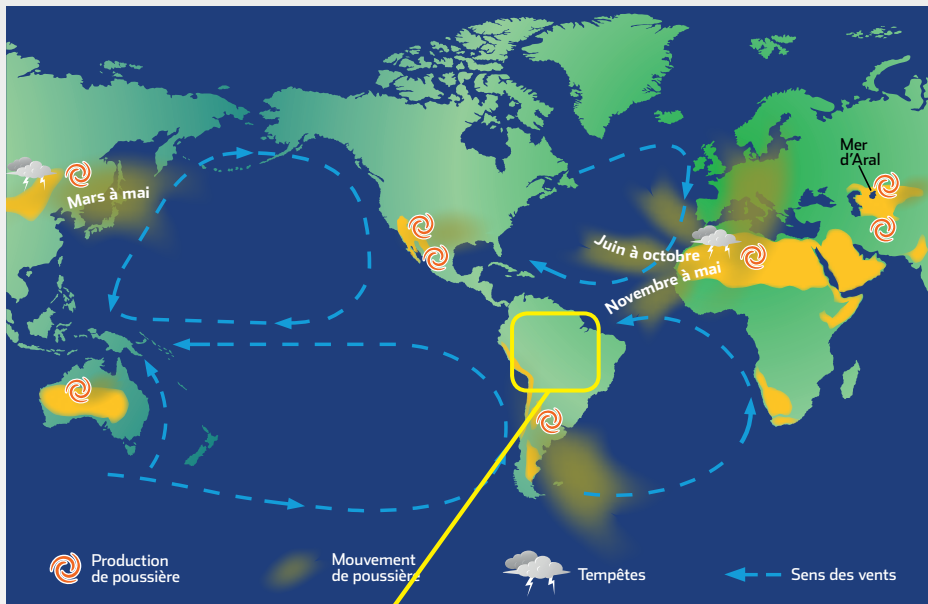 Mer
d'Aral
Mars à mai
Juin à octobre
Novembre à mai
Production
de poussière
Mouvement
de poussière
Tempêtes
Sens des vents